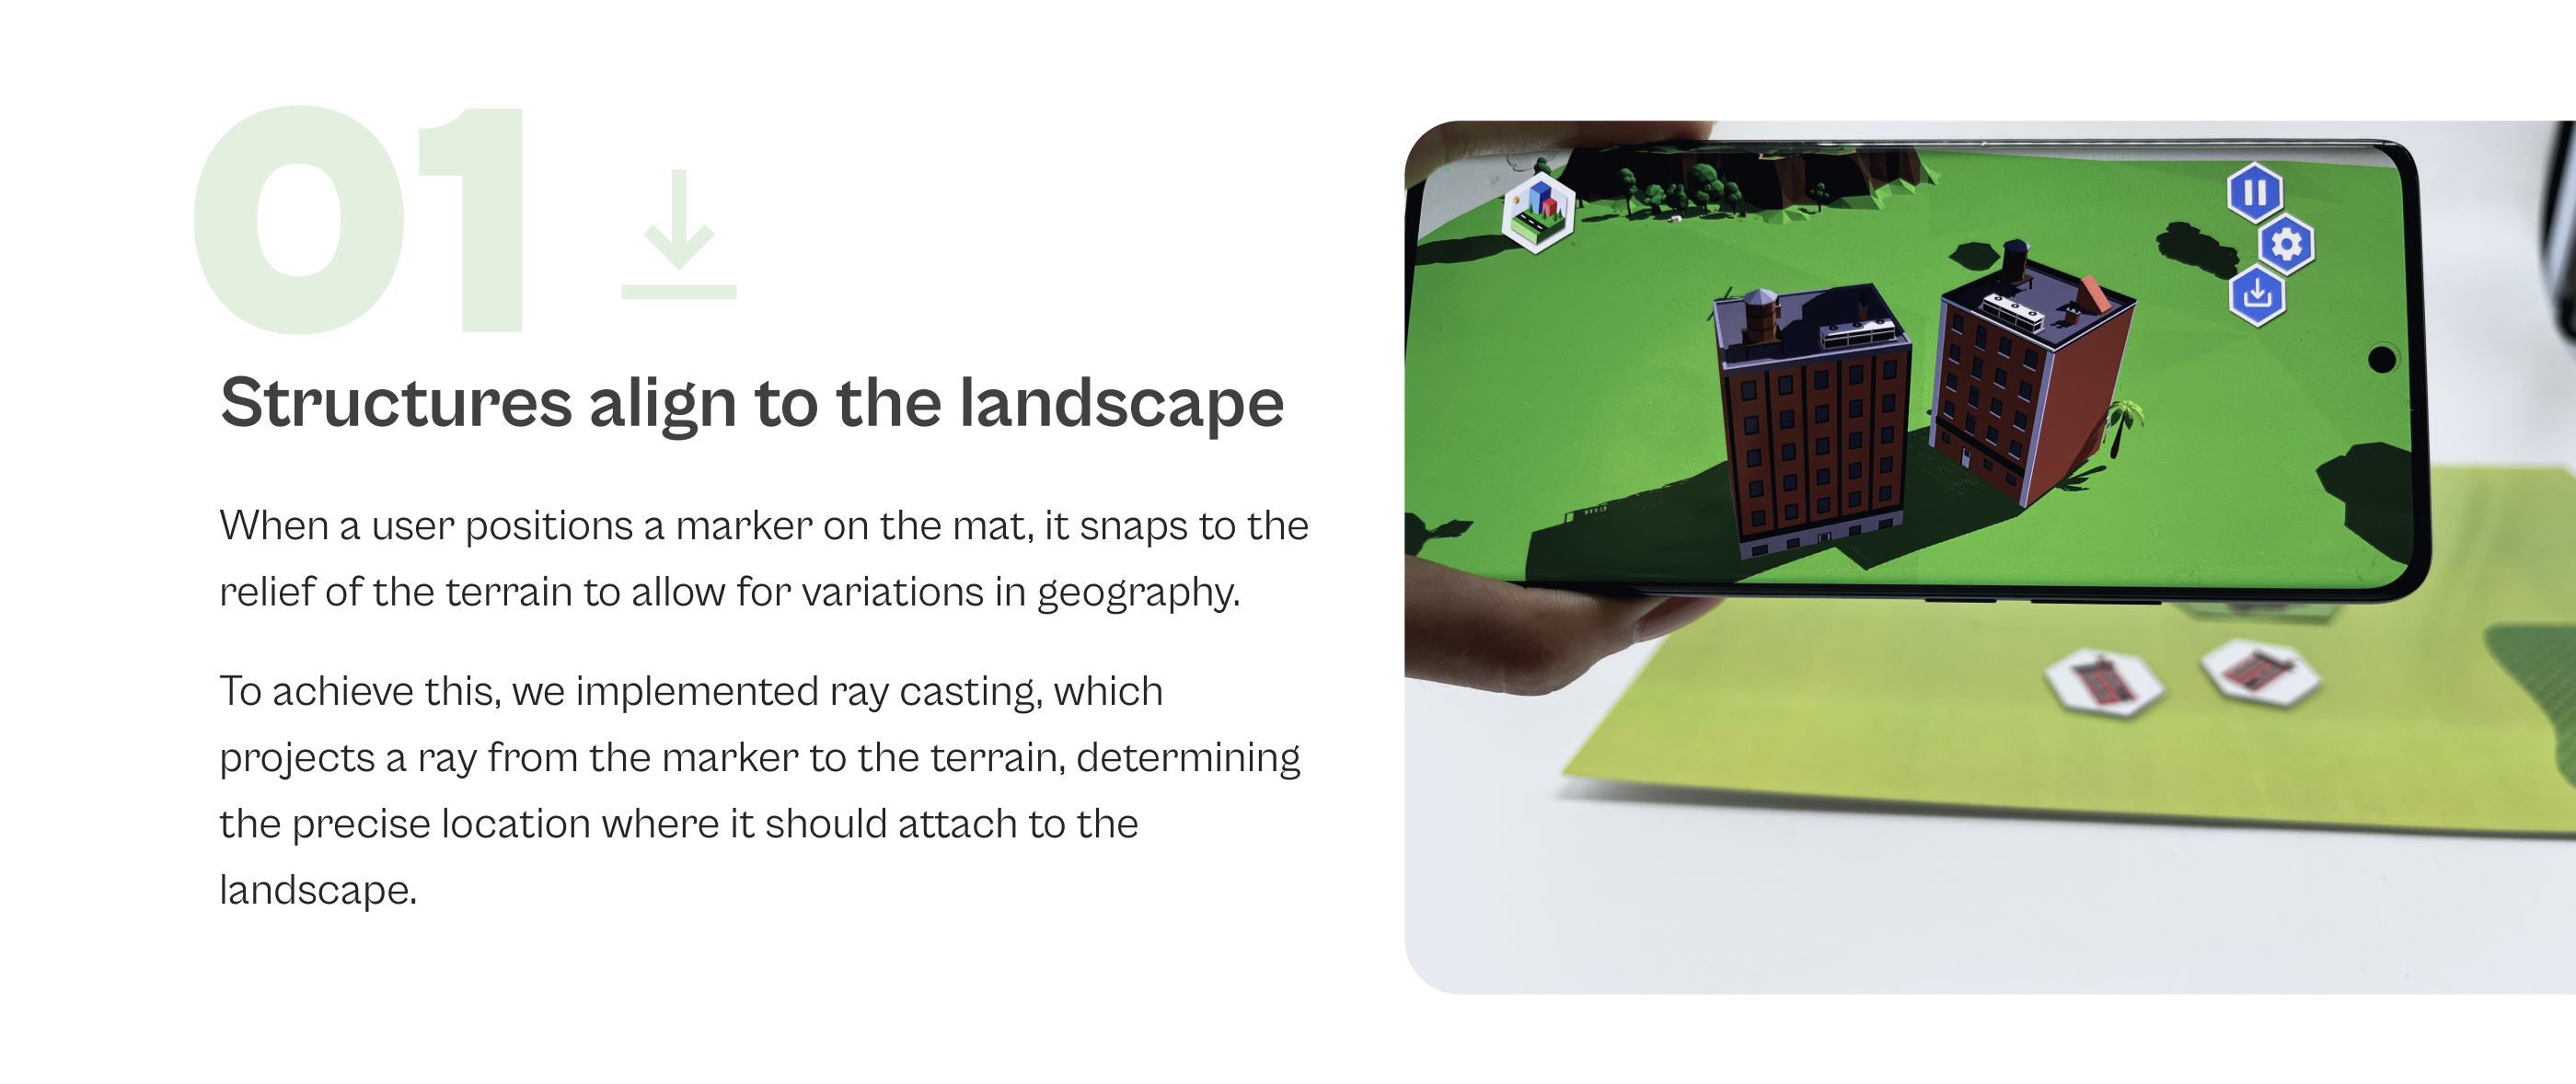 01
Structures align to the landscape
When a user positions a marker on the mat, it snaps to the
relief of the terrain to allow for variations in geography.
To achieve this, we implemented ray casting, which
projects a ray from the marker to the terrain, determining
the precise location where it should attach to the
landscape.